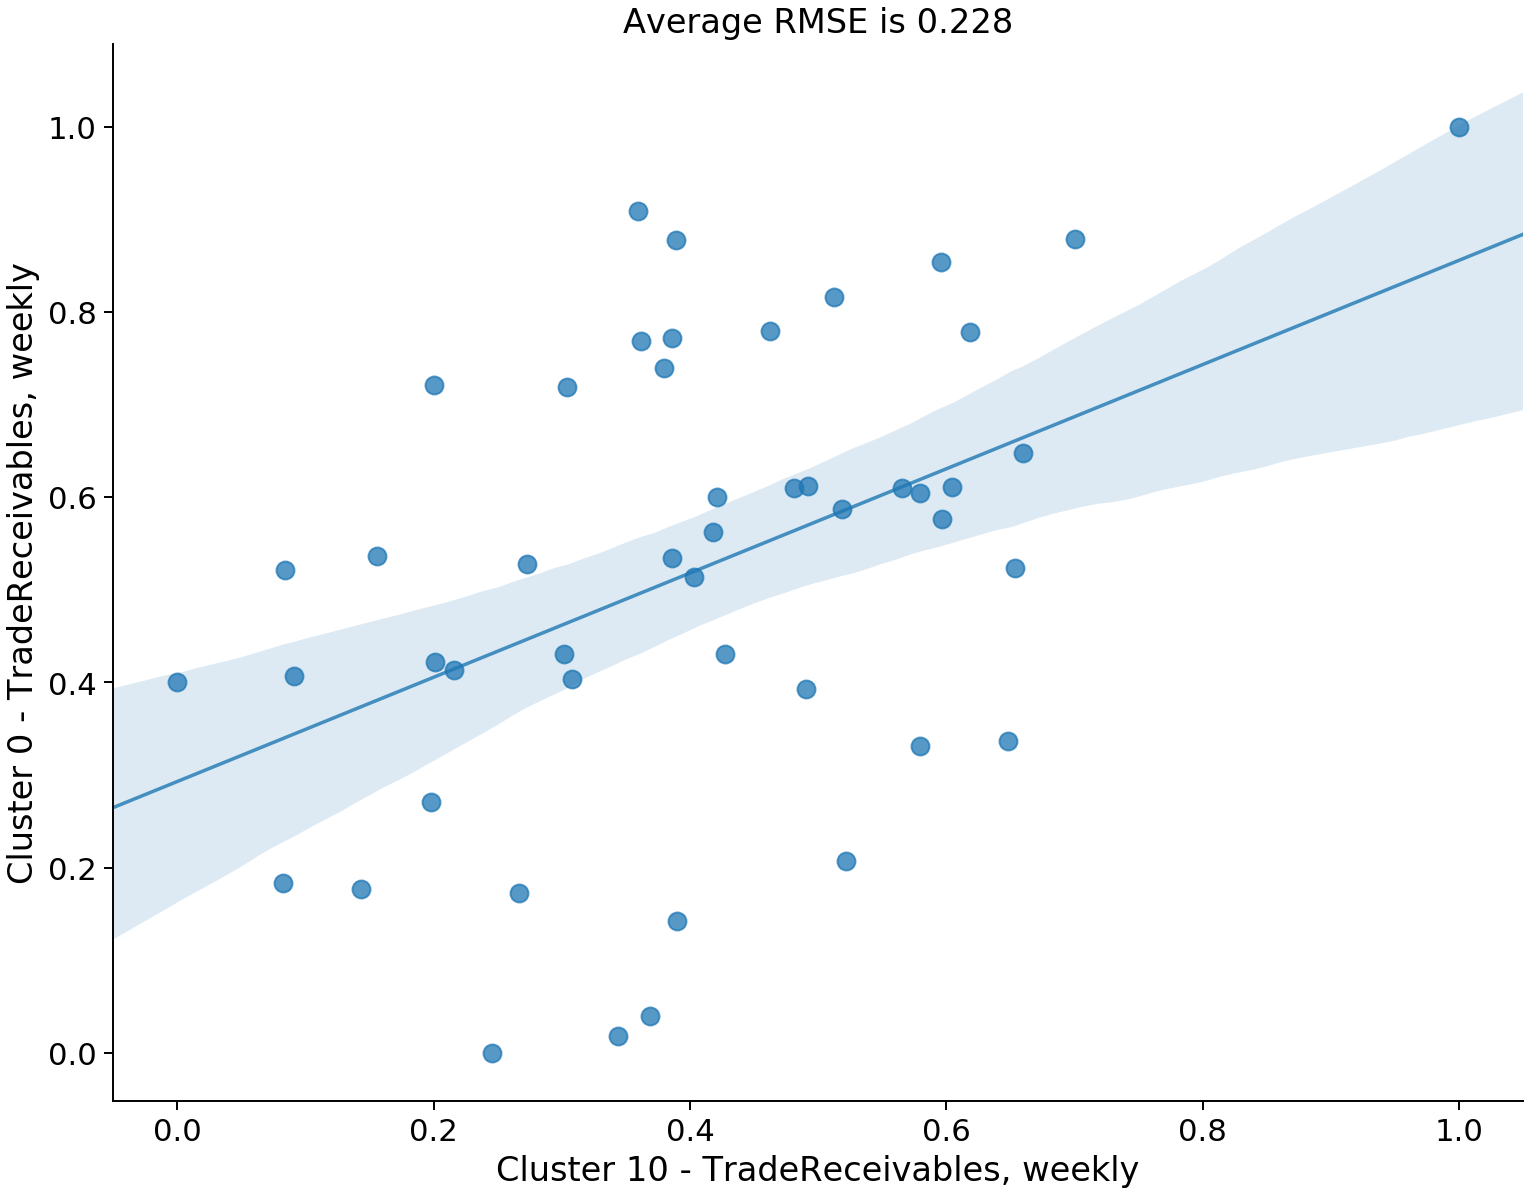 Average RMSE is 0.228
Cluster 0 - TradeReceivables, weekly
1.0
0.8
0.6
0.4
0.2
0.0
0.0 0.2 0.4 0.6 0.8 1.0
Cluster 10 - TradeReceivables, weekly